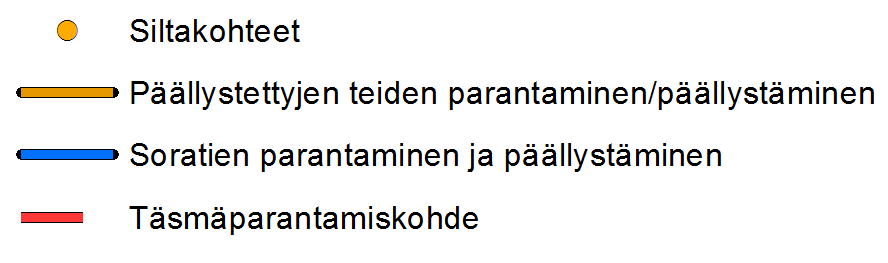 Siltakohteet
Päällystettyjen teiden parantaminen/päällystäminen
Soratien parantaminen ja päällystäminen
Täsmäparantamiskohde